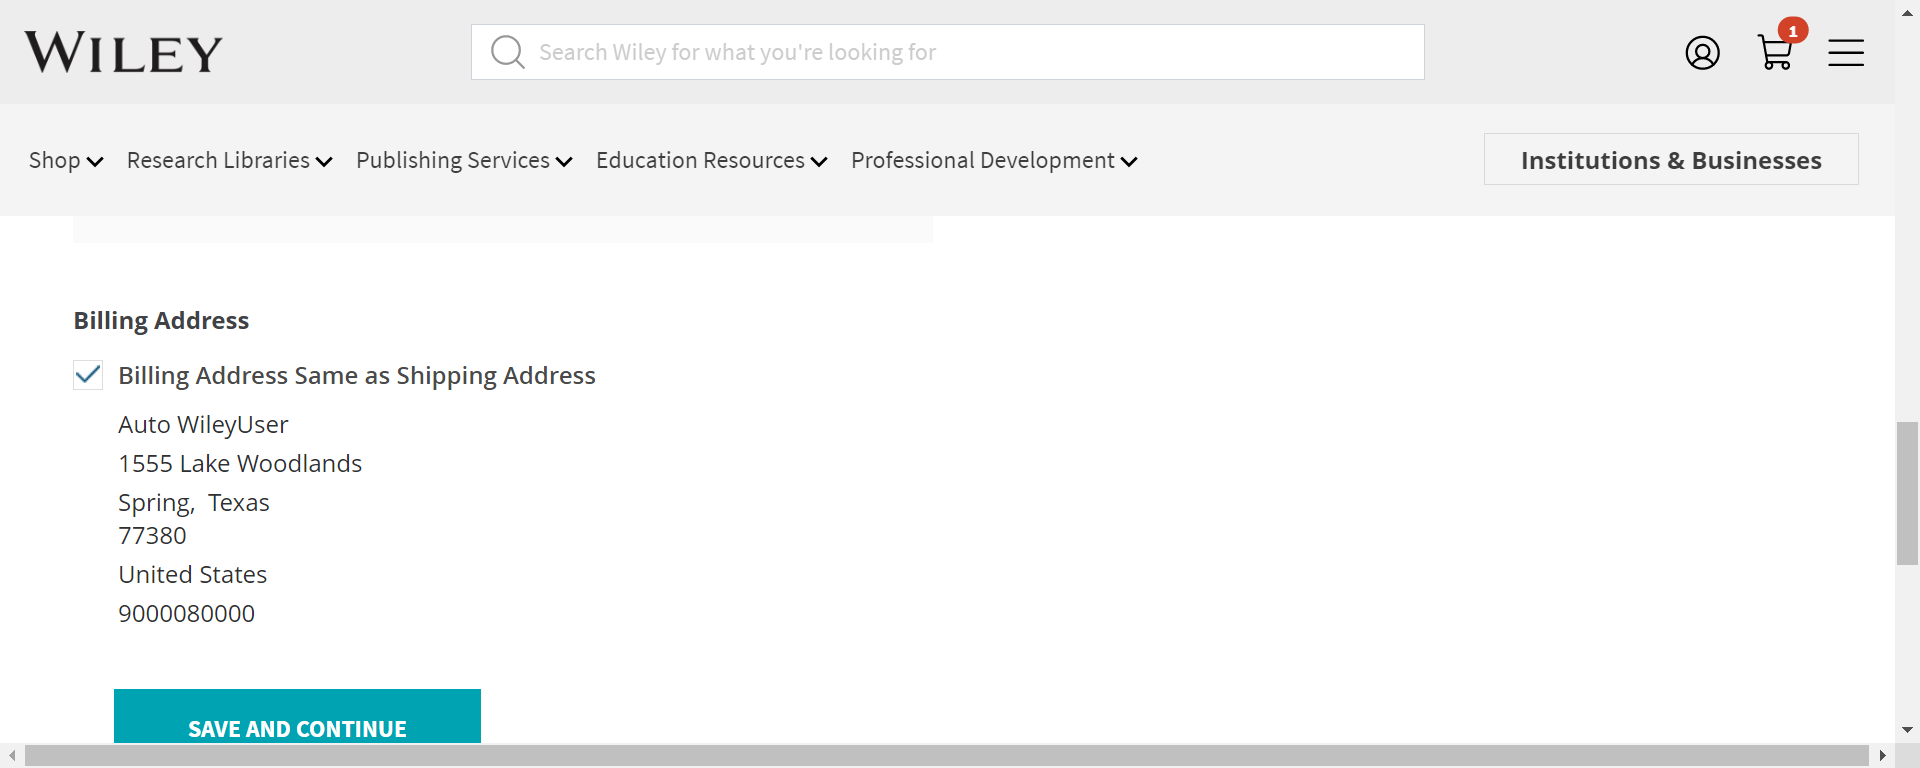 WILEY
Search Wiley for what you're looking for
1
Shop
Research Libraries
Publishing Services
Education Resources
Professional Development
Institutions & Businesses
Billing Address
Billing Address Same as Shipping Address
Auto WileyUser
1555 Lake Woodlands
Spring, Texas
77380
United States
9000080000
SAVE AND CONTINUE